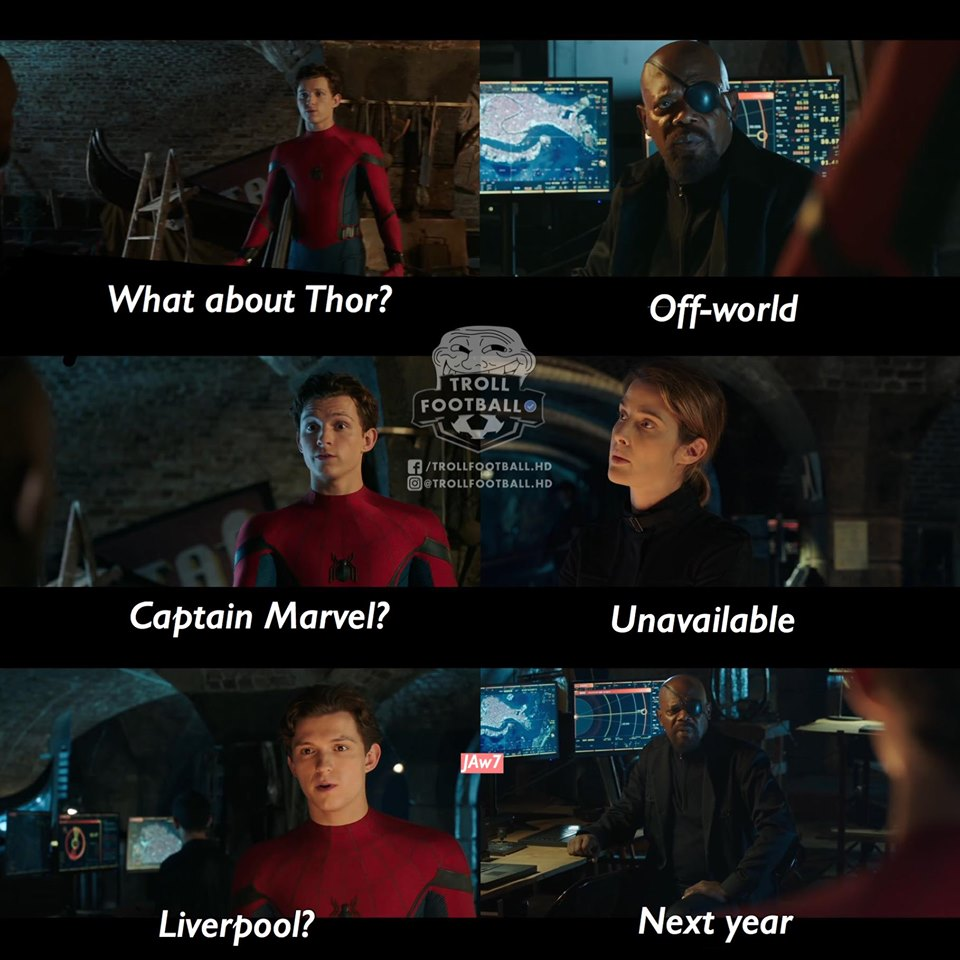 What about Thor?
Off-world
TROLL
FOOTBALL
/TROLLFOOTBALL.HD
@TROLLFOOTBALL.HD
Captain Marvel?
Unavailable
JAw7
Liverpool?
Next year